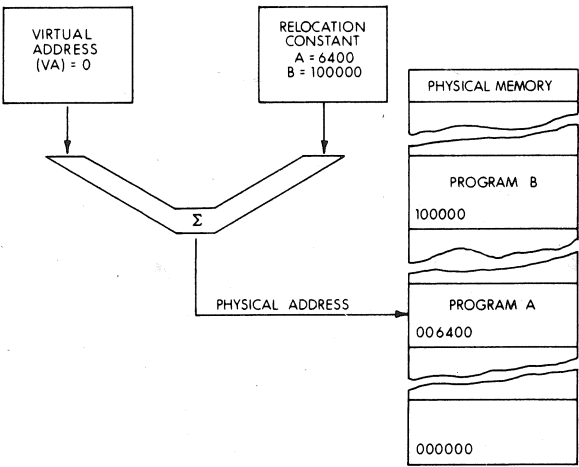 VIRTUAL
ADDRESS
(VA) = 0
RELOCATION
CONSTANT
A = 6400
B = 100000
PHYSICAL MEMORY
PROGRAM B
100000
Σ
PHYSICAL ADDRESS
PROGRAM A
006400
000000